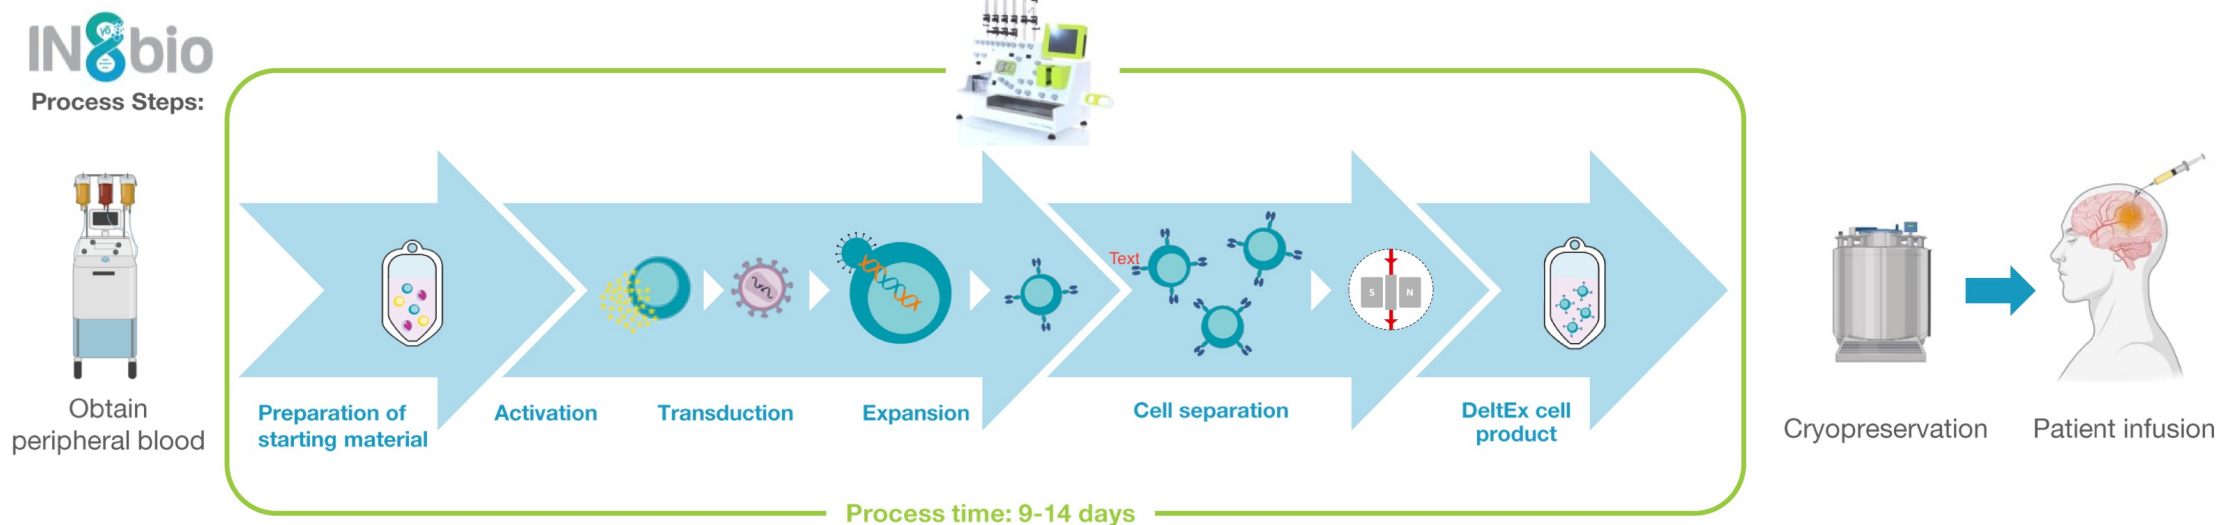 IN8bio
γδ
Process Steps:
Obtain
peripheral blood
Preparation of
starting material
Activation
Transduction
Expansion
Text
S N
Cell separation
DeltEx cell
product
Cryopreservation
Patient infusion
Process time: 9-14 days